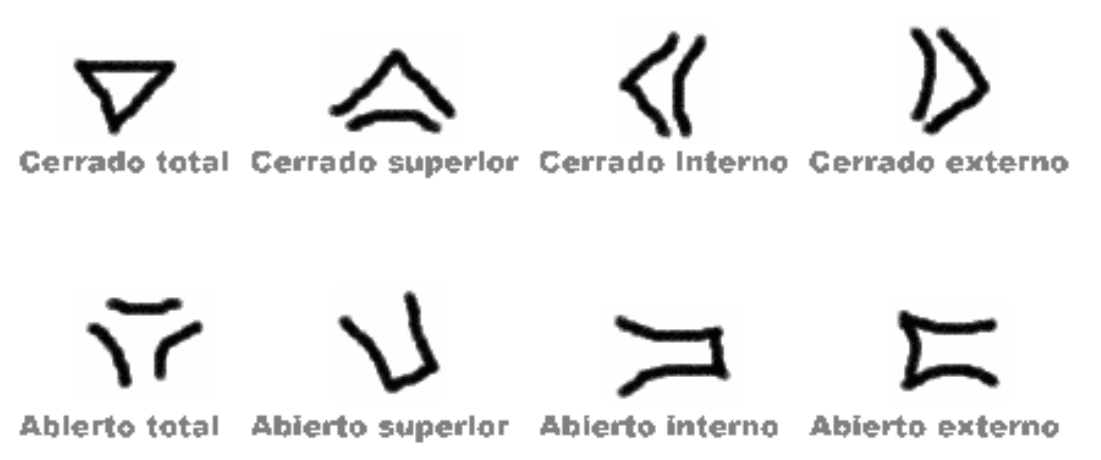 Cerrado total Cerrado superior Cerrado interno Cerrado externo
Abierto total Abierto superior Abierto interno Abierto externo